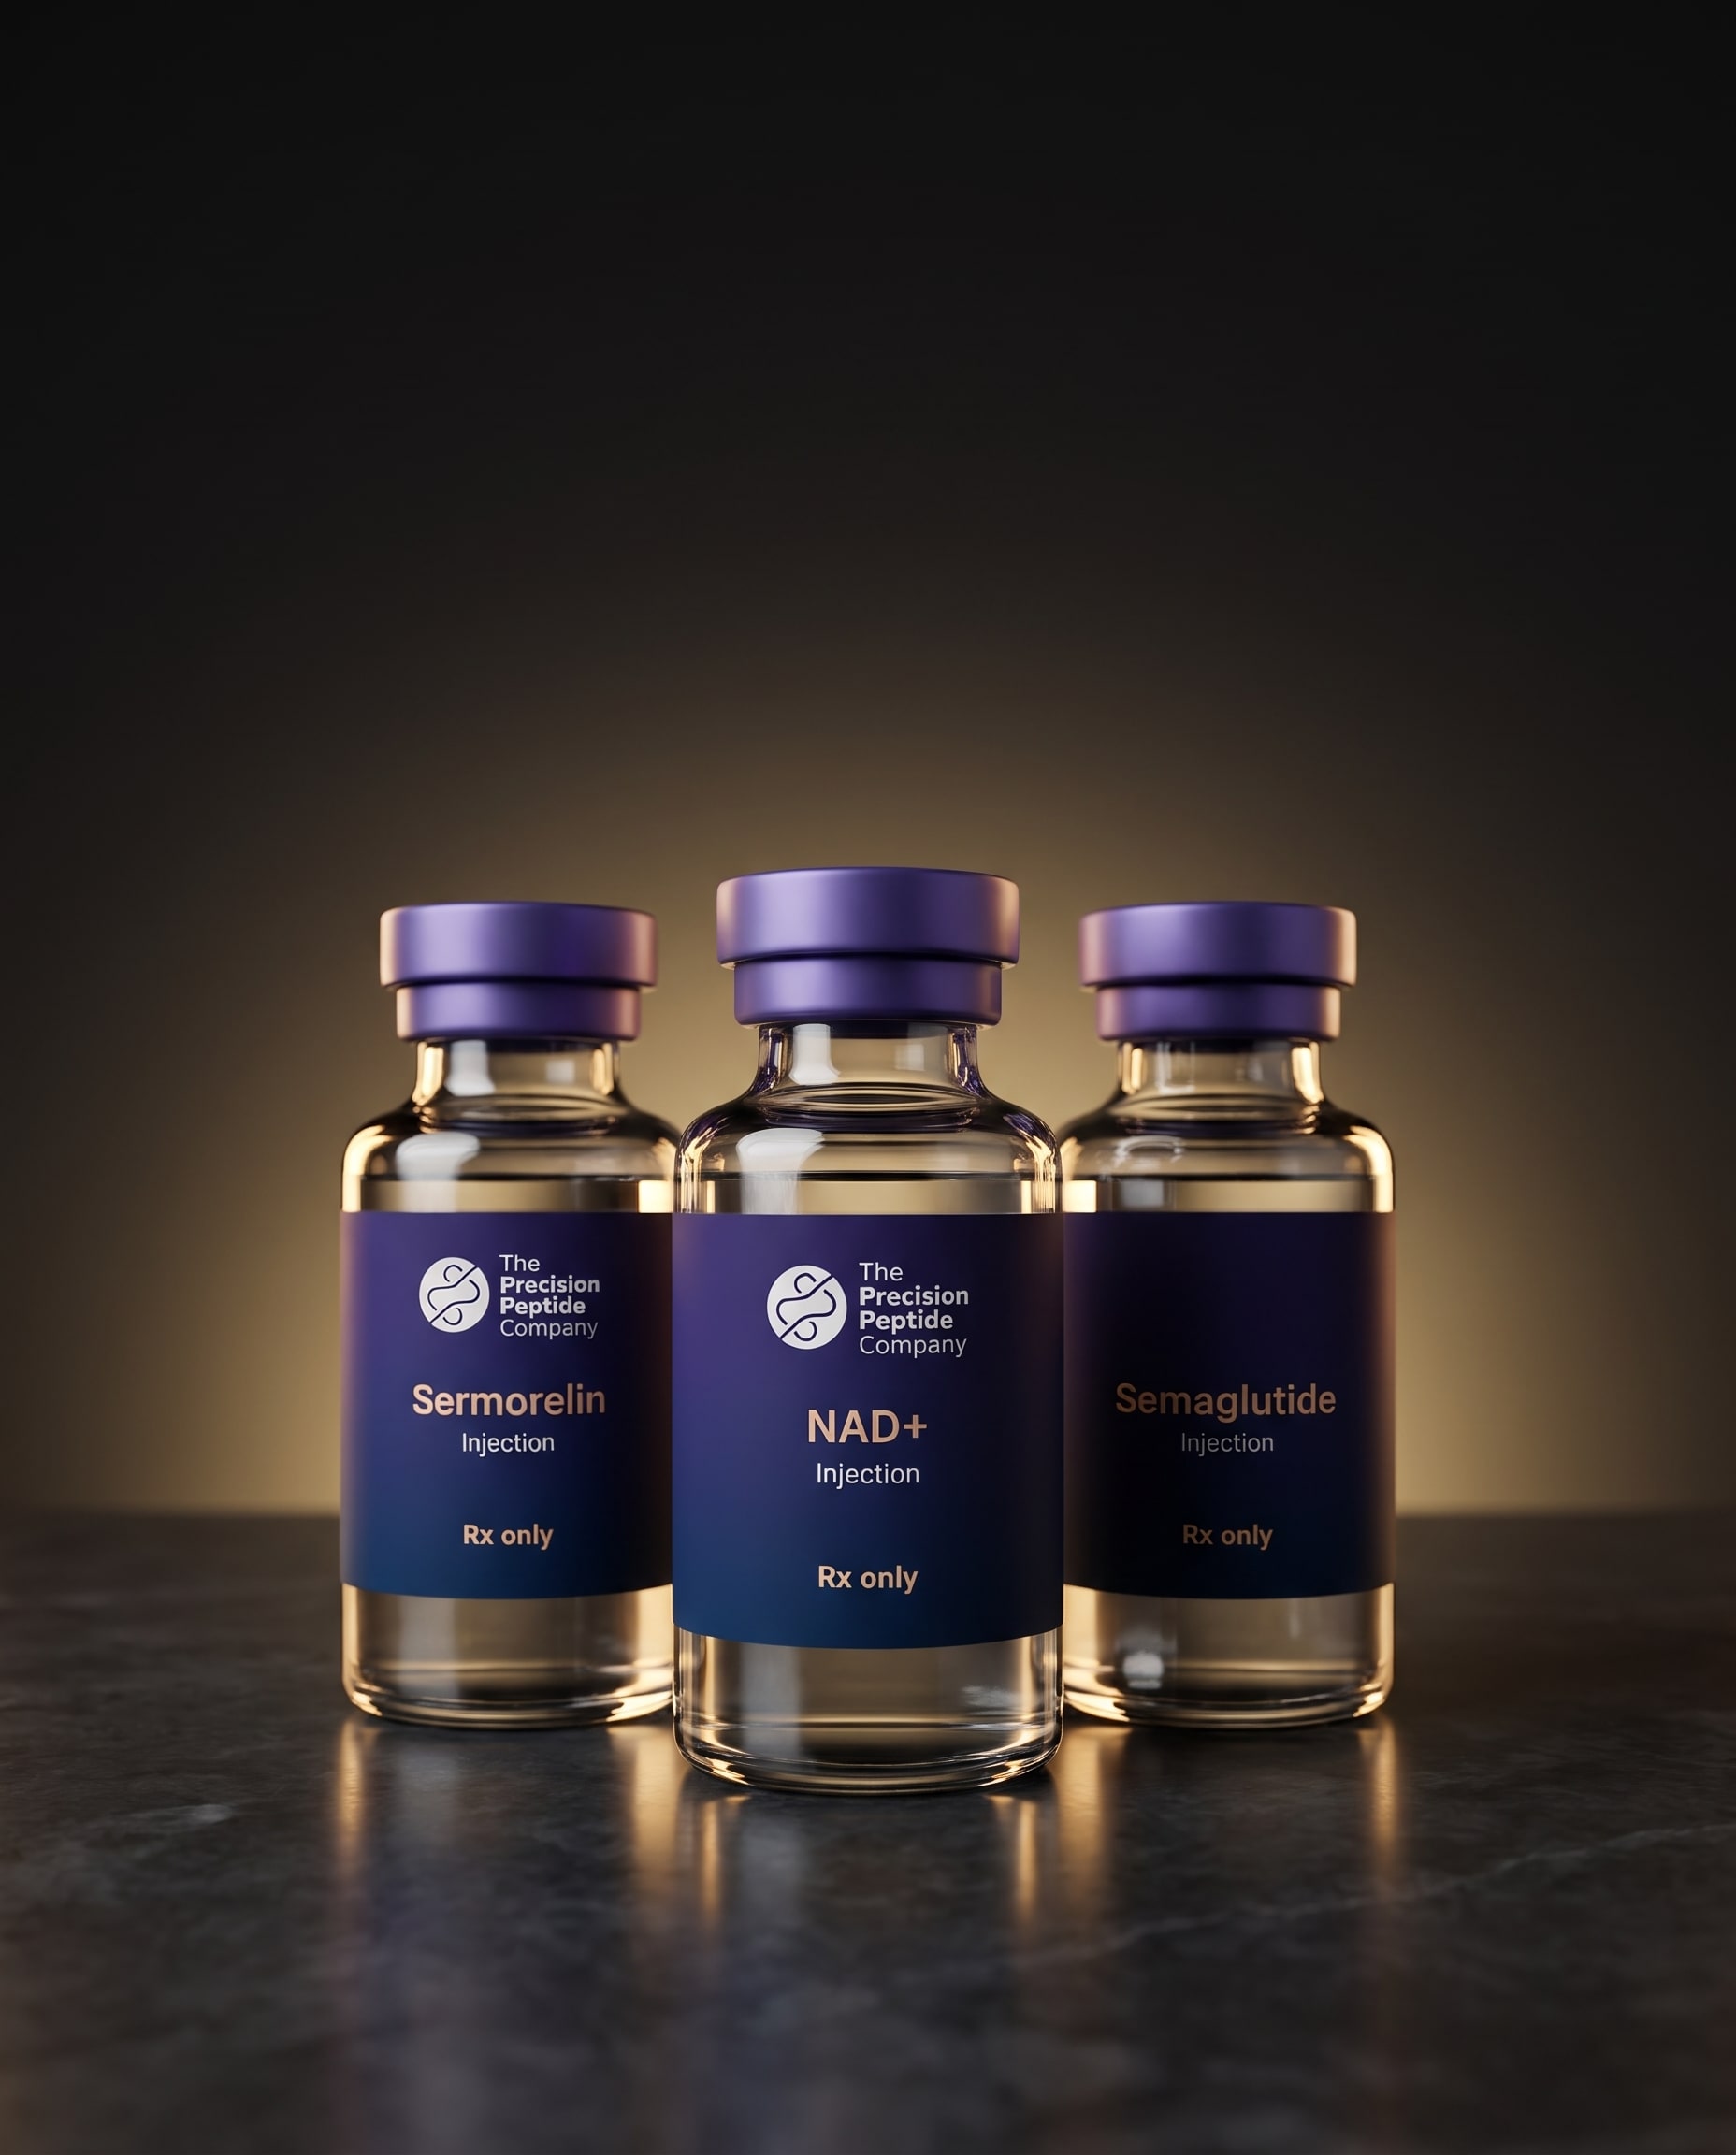 The
Precision
Peptide
Company
Sermorelin
Injection
Rx only
The
Precision
Peptide
Company
NAD+
Injection
Rx only
Semaglutide
Injection
Rx only